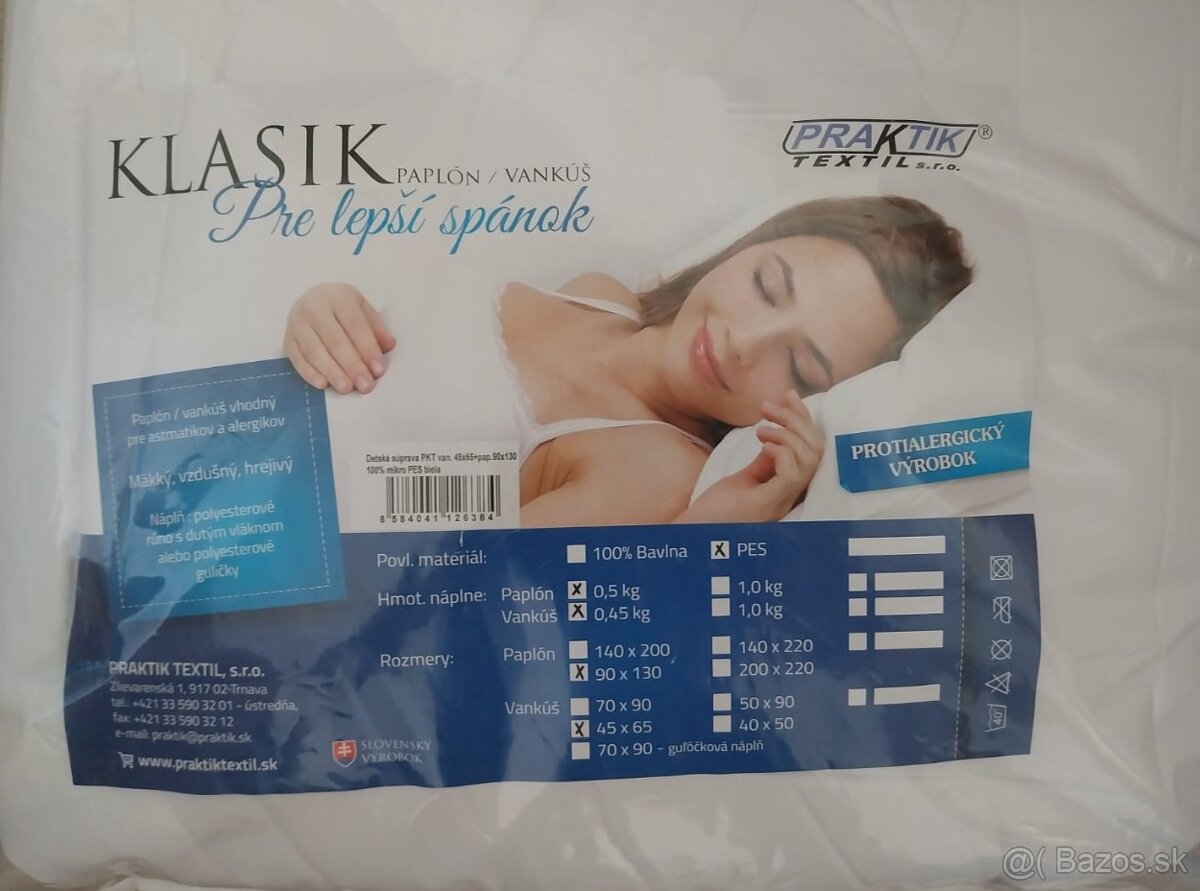 KLASIK PAPLÓN / VANKÚŠ
Pre lepší spánok
PRAKTIK®
TEXTIL s.r.o.
Paplón / vankúš vhodný
pre astmatikov a alergikov
Mäkký, vzdušný, hrejivý
Náplň : polyesterové
rúno s dutým vláknom
alebo polyesterové
guličky
Detská súprava PKT van. 45x65+pap.90x130
100% mikro PES biela
8 584041 126384
PROTIALERGICKÝ
VÝROBOK
Povl. materiál: 100% Bavlna X PES
Hmot. náplne: Paplón X 0,5 kg 1,0 kg
Vankúš X 0,45 kg 1,0 kg
Rozmery: Paplón 140 x 200 140 x 220
X 90 x 130 200 x 220
Vankúš 70 x 90 50 x 90
X 45 x 65 40 x 50
70 x 90 - guľôčková náplň
PRAKTIK TEXTIL, s.r.o.
Zlievarenská 1, 917 02-Trnava
tel.: +421 33 590 32 01 - ústredňa,
fax: +421 33 590 32 12
e-mail: praktik@praktik.sk
www.praktiktextil.sk
SLOVENSKÝ
VÝROBOK
40°
@( Bazos.sk